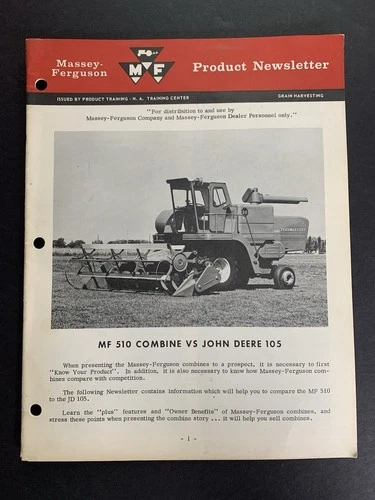 Massey-
Ferguson
MF
Product Newsletter
ISSUED BY PRODUCT TRAINING - N. A. TRAINING CENTER
GRAIN HARVESTING
"For distribution to and use by
Massey-Ferguson Company and Massey-Ferguson Dealer Personnel only."
MF 510 COMBINE VS JOHN DEERE 105
When presenting the Massey-Ferguson combines to a prospect, it is necessary to first
"Know Your Product". In addition, it is also necessary to know how Massey-Ferguson com-
bines compare with competition.
The following Newsletter contains information which will help you to compare the MF 510
to the JD 105.
Learn the "plus" features and "Owner Benefits" of Massey-Ferguson combines, and
stress these points when presenting the combine story ... it will help you sell combines.
- 1 -